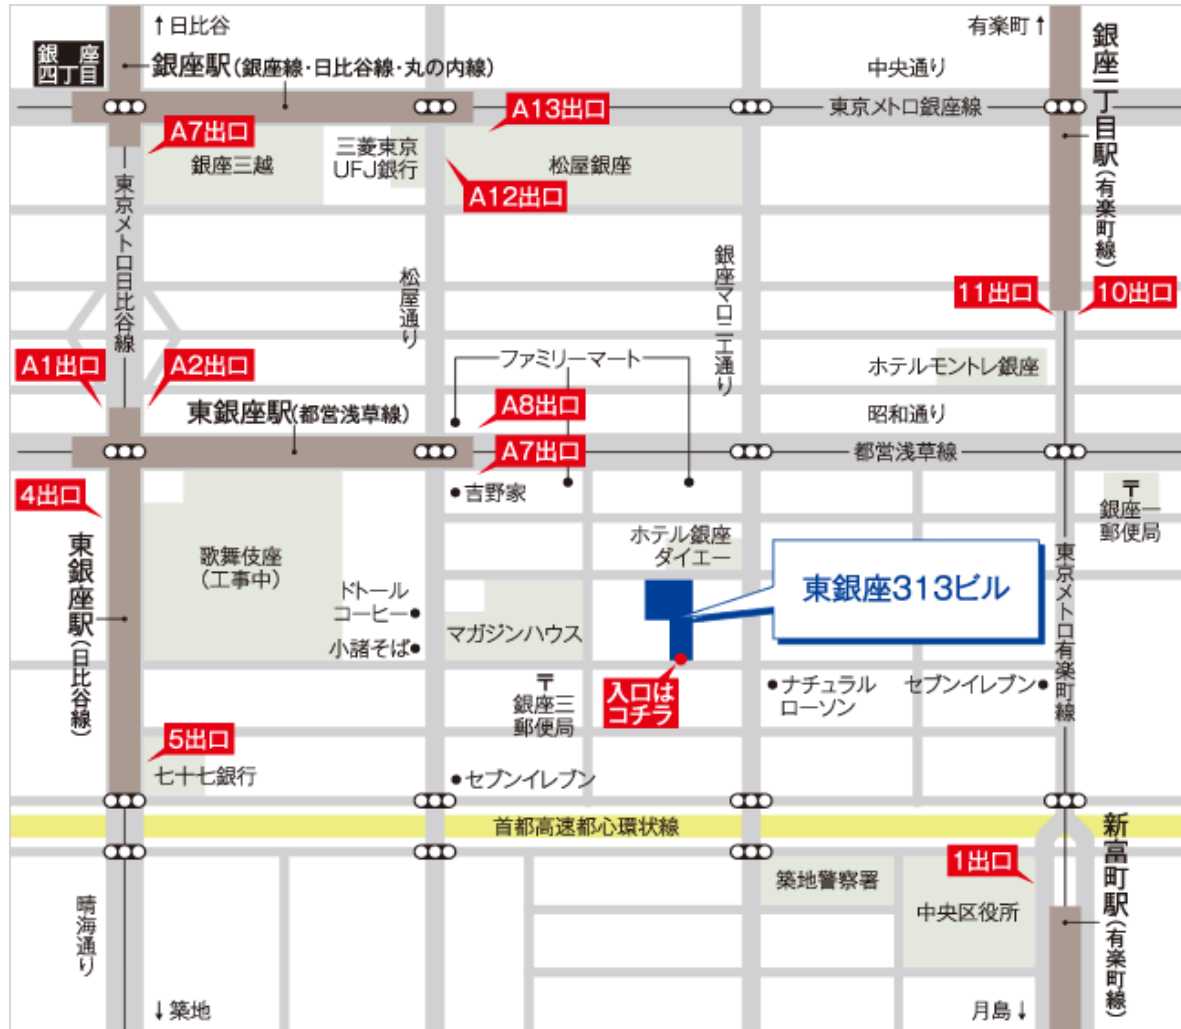 ↑日比谷
有楽町↑
銀座
四丁目
銀座駅(銀座線・日比谷線・丸の内線)
中央通り
銀座一丁目駅(有楽町線)
A13出口
東京メトロ銀座線
A7出口
銀座三越
三菱東京
UFJ銀行
松屋銀座
A12出口
東京メトロ日比谷線
松屋通り
銀座マロニエ通り
11出口
10出口
A1出口
A2出口
ファミリーマート
ホテルモントレ銀座
東銀座駅(都営浅草線)
A8出口
昭和通り
A7出口
都営浅草線
4出口
吉野家
〒
銀座一
郵便局
東銀座駅(日比谷線)
歌舞伎座
(工事中)
ホテル銀座
ダイエー
東銀座313ビル
東京メトロ有楽町線
ドトール
コーヒー
小諸そば
マガジンハウス
〒
銀座三
郵便局
入口は
コチラ
ナチュラル
ローソン
セブンイレブン
5出口
七十七銀行
セブンイレブン
首都高速都心環状線
新富町駅(有楽町線)
1出口
築地警察署
中央区役所
晴海通り
↓築地
月島↓